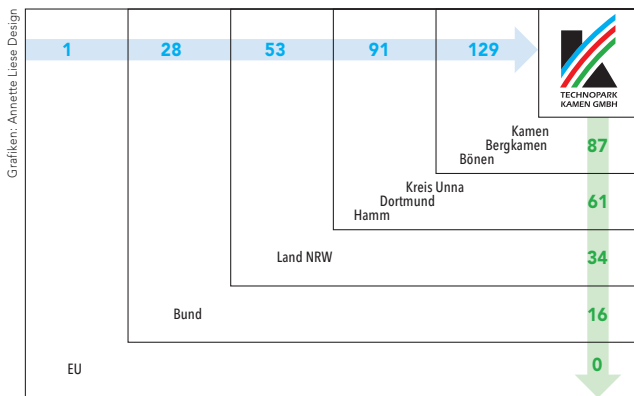 Grafiken: Annette Liese Design
1 28 53 91 129
TECHNOPARK
KAMEN GMBH
Kamen
Bergkamen
Bönen
87
Kreis Unna
Dortmund
Hamm
61
Land NRW
34
Bund
16
EU
0